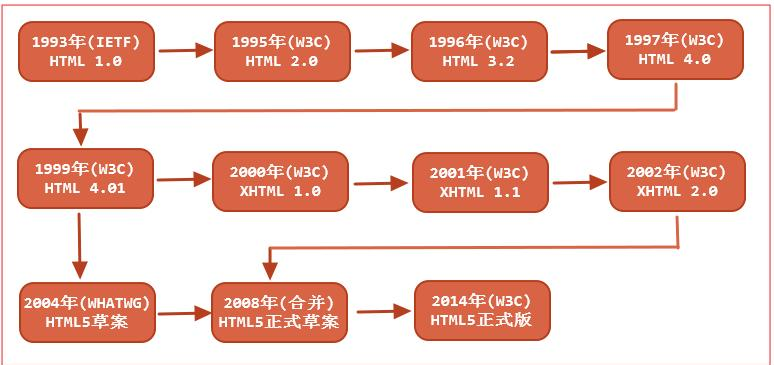 1993年(IETF)
HTML 1.0
1995年(W3C)
HTML 2.0
1996年(W3C)
HTML 3.2
1997年(W3C)
HTML 4.0
1999年(W3C)
HTML 4.01
2000年(W3C)
XHTML 1.0
2001年(W3C)
XHTML 1.1
2002年(W3C)
XHTML 2.0
2004年(WHATWG)
HTML5草案
2008年(合并)
HTML5正式草案
2014年(W3C)
HTML5正式版